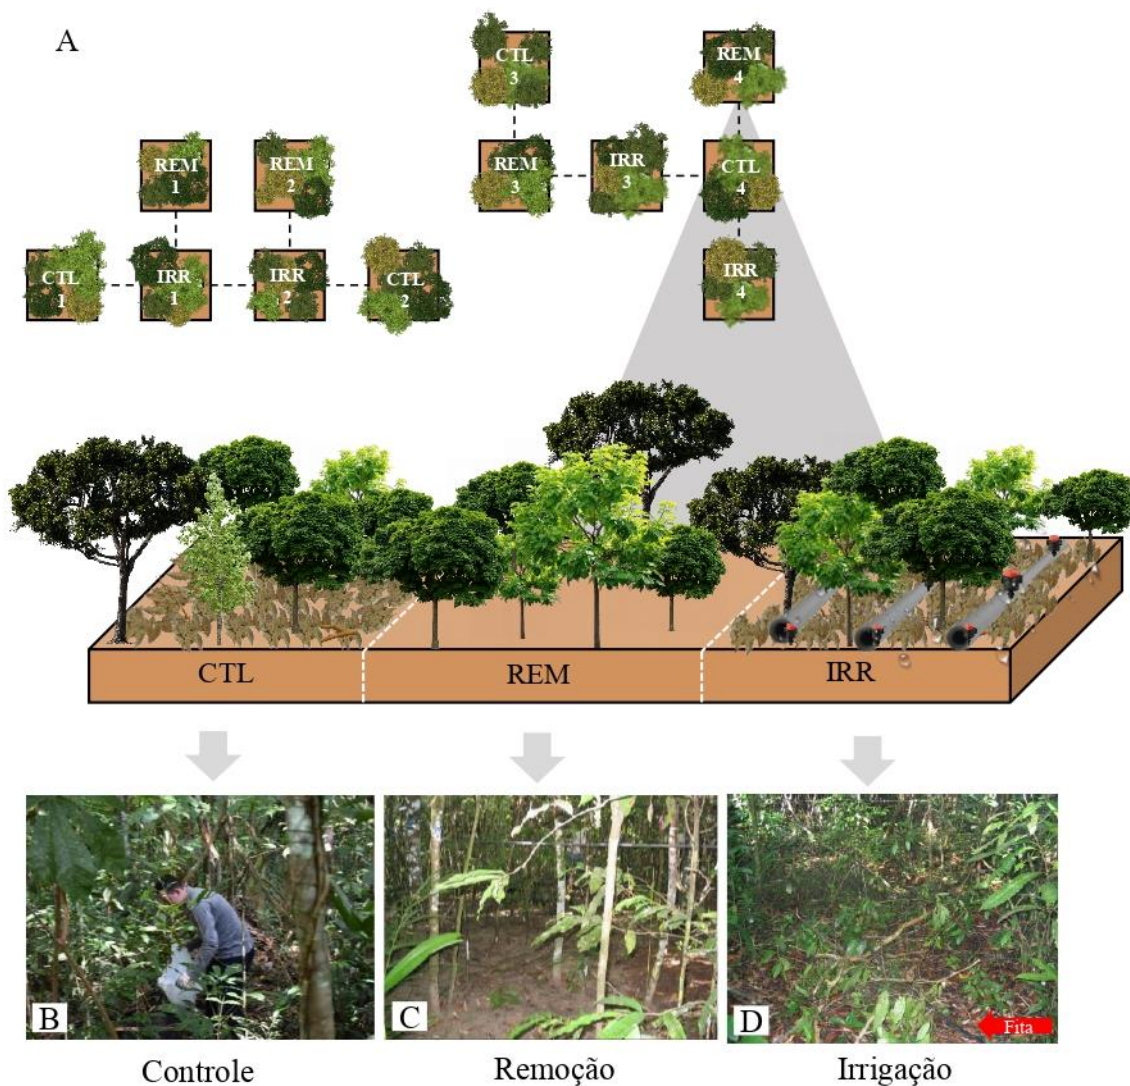 A
CTL
3
REM
4
REM
1
REM
2
REM
3
IRR
3
CTL
4
CTL
1
IRR
1
IRR
2
CTL
2
IRR
4
CTL
REM
IRR
B
C
D
Fita
Controle
Remoção
Irrigação